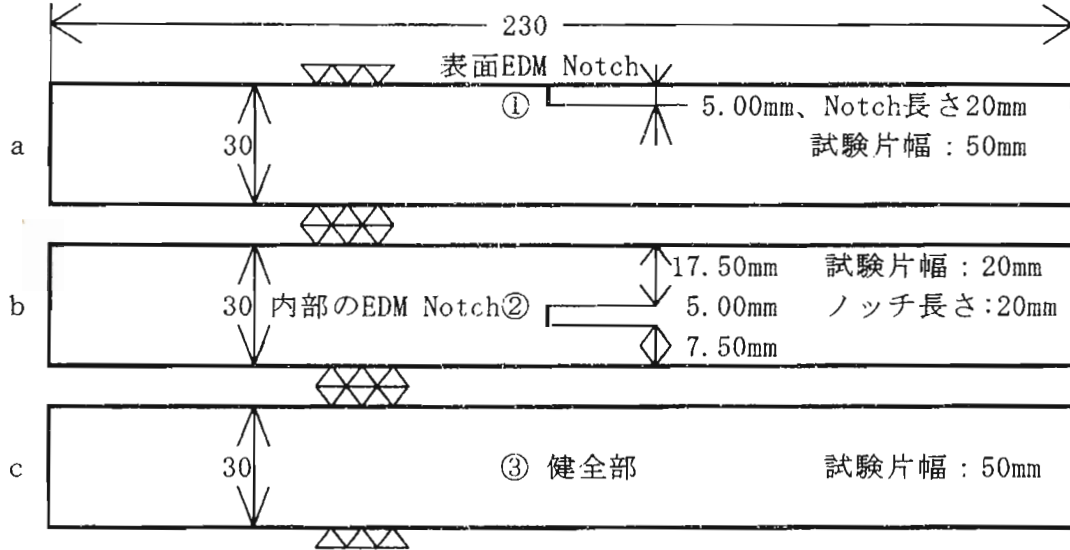 230
表面EDM Notch
① 5.00mm、Notch長さ20mm
a 30 試験片幅：50mm
17.50mm 試験片幅：20mm
b 30 内部のEDM Notch② 5.00mm ノッチ長さ:20mm
7.50mm
c 30 ③ 健全部 試験片幅：50mm